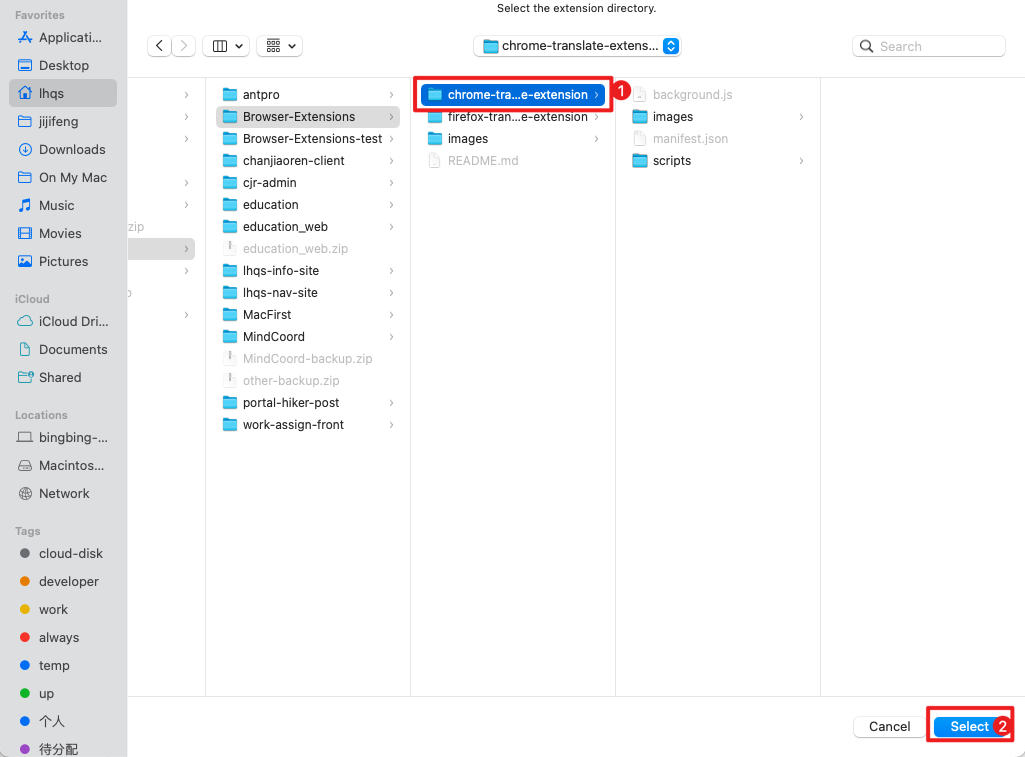 Select the extension directory.
chrome-translate-extens...
Search
Favorites
Applicati...
Desktop
lhqs
jijifeng
Downloads
On My Mac
Music
Movies
Pictures
iCloud
iCloud Dri...
Documents
Shared
Locations
bingbing-...
Macintos...
Network
Tags
cloud-disk
developer
work
always
temp
up
个人
待分配
zip
antpro
Browser-Extensions
Browser-Extensions-test
chanjiaoren-client
cjr-admin
education
education_web
education_web.zip
lhqs-info-site
lhqs-nav-site
MacFirst
MindCoord
MindCoord-backup.zip
other-backup.zip
portal-hiker-post
work-assign-front
chrome-tra...e-extension
1
firefox-tran...e-extension
images
README.md
background.js
images
manifest.json
scripts
Cancel
Select
2